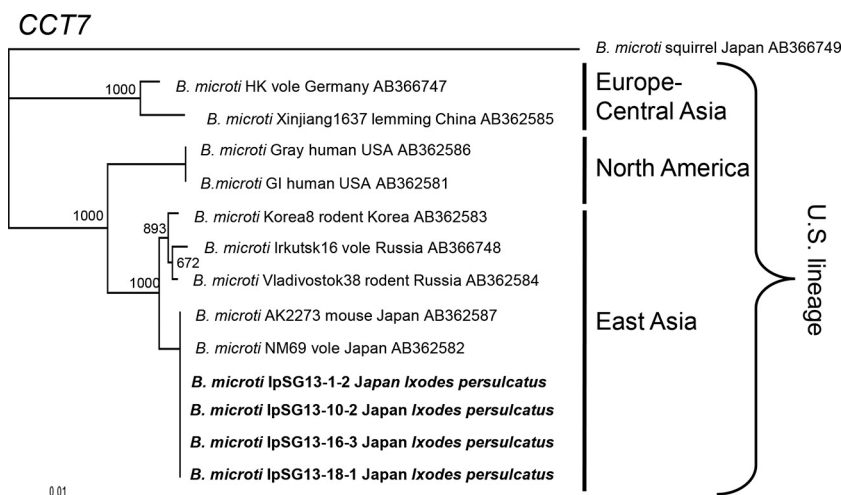 CCT7
B. microti squirrel Japan AB366749
1000
B. microti HK vole Germany AB366747
B. microti Xinjiang1637 lemming China AB362585
Europe-
Central Asia
B. microti Gray human USA AB362586
B.microti GI human USA AB362581
North America
1000
B. microti Korea8 rodent Korea AB362583
893
B. microti Irkutsk16 vole Russia AB366748
672
B. microti Vladivostok38 rodent Russia AB362584
1000
B. microti AK2273 mouse Japan AB362587
B. microti NM69 vole Japan AB362582
B. microti IpSG13-1-2 Japan Ixodes persulcatus
B. microti IpSG13-10-2 Japan Ixodes persulcatus
B. microti IpSG13-16-3 Japan Ixodes persulcatus
B. microti IpSG13-18-1 Japan Ixodes persulcatus
East Asia
U.S. lineage
0.01